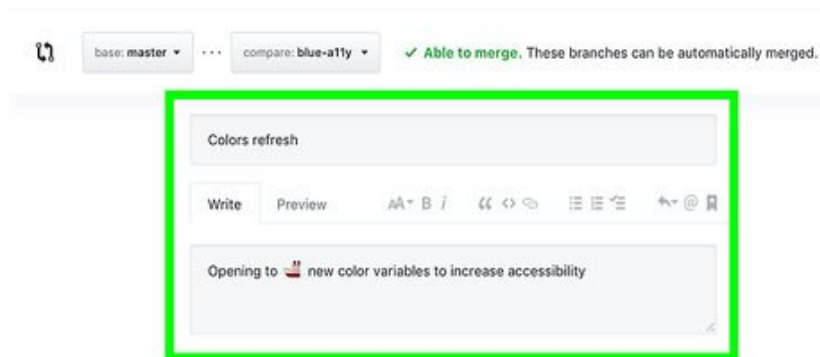 base: master ... compare: blue-a11y ✓ Able to merge. These branches can be automatically merged.
Colors refresh
Write Preview AA B i “ <>
Opening to 🚢 new color variables to increase accessibility